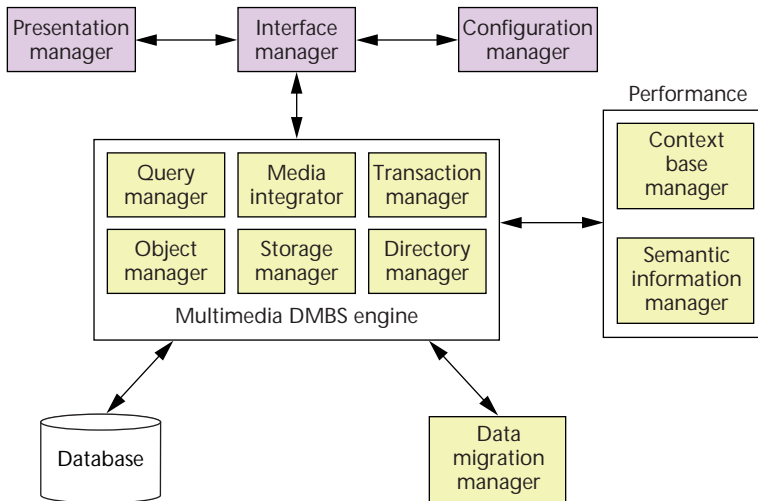 Presentation
manager
Interface
manager
Configuration
manager
Performance
Query
manager
Media
integrator
Transaction
manager
Object
manager
Storage
manager
Directory
manager
Multimedia DMBS engine
Context
base
manager
Semantic
information
manager
Database
Data
migration
manager